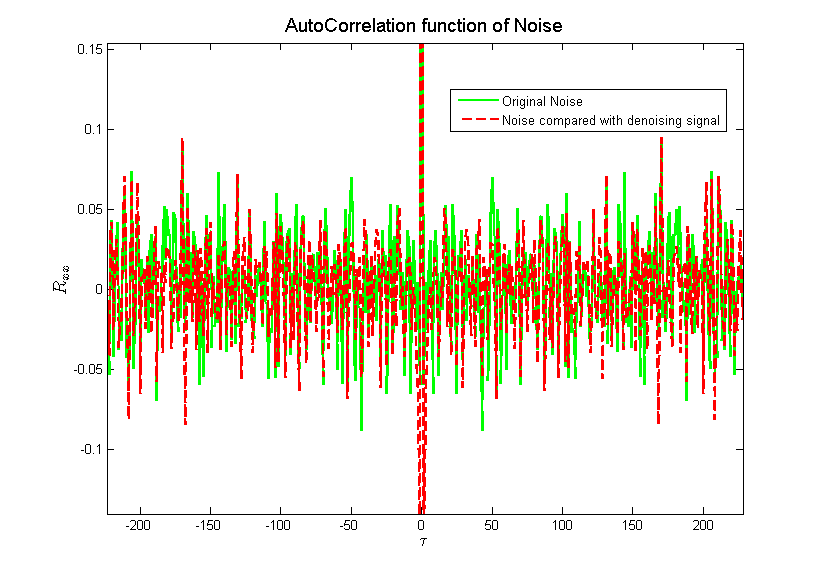 AutoCorrelation function of Noise
0.15
Original Noise
0.1
Noise compared with denoising signal
0.05
R_xx
0
-0.05
-0.1
-200 -150 -100 -50 0 50 100 150 200
τ